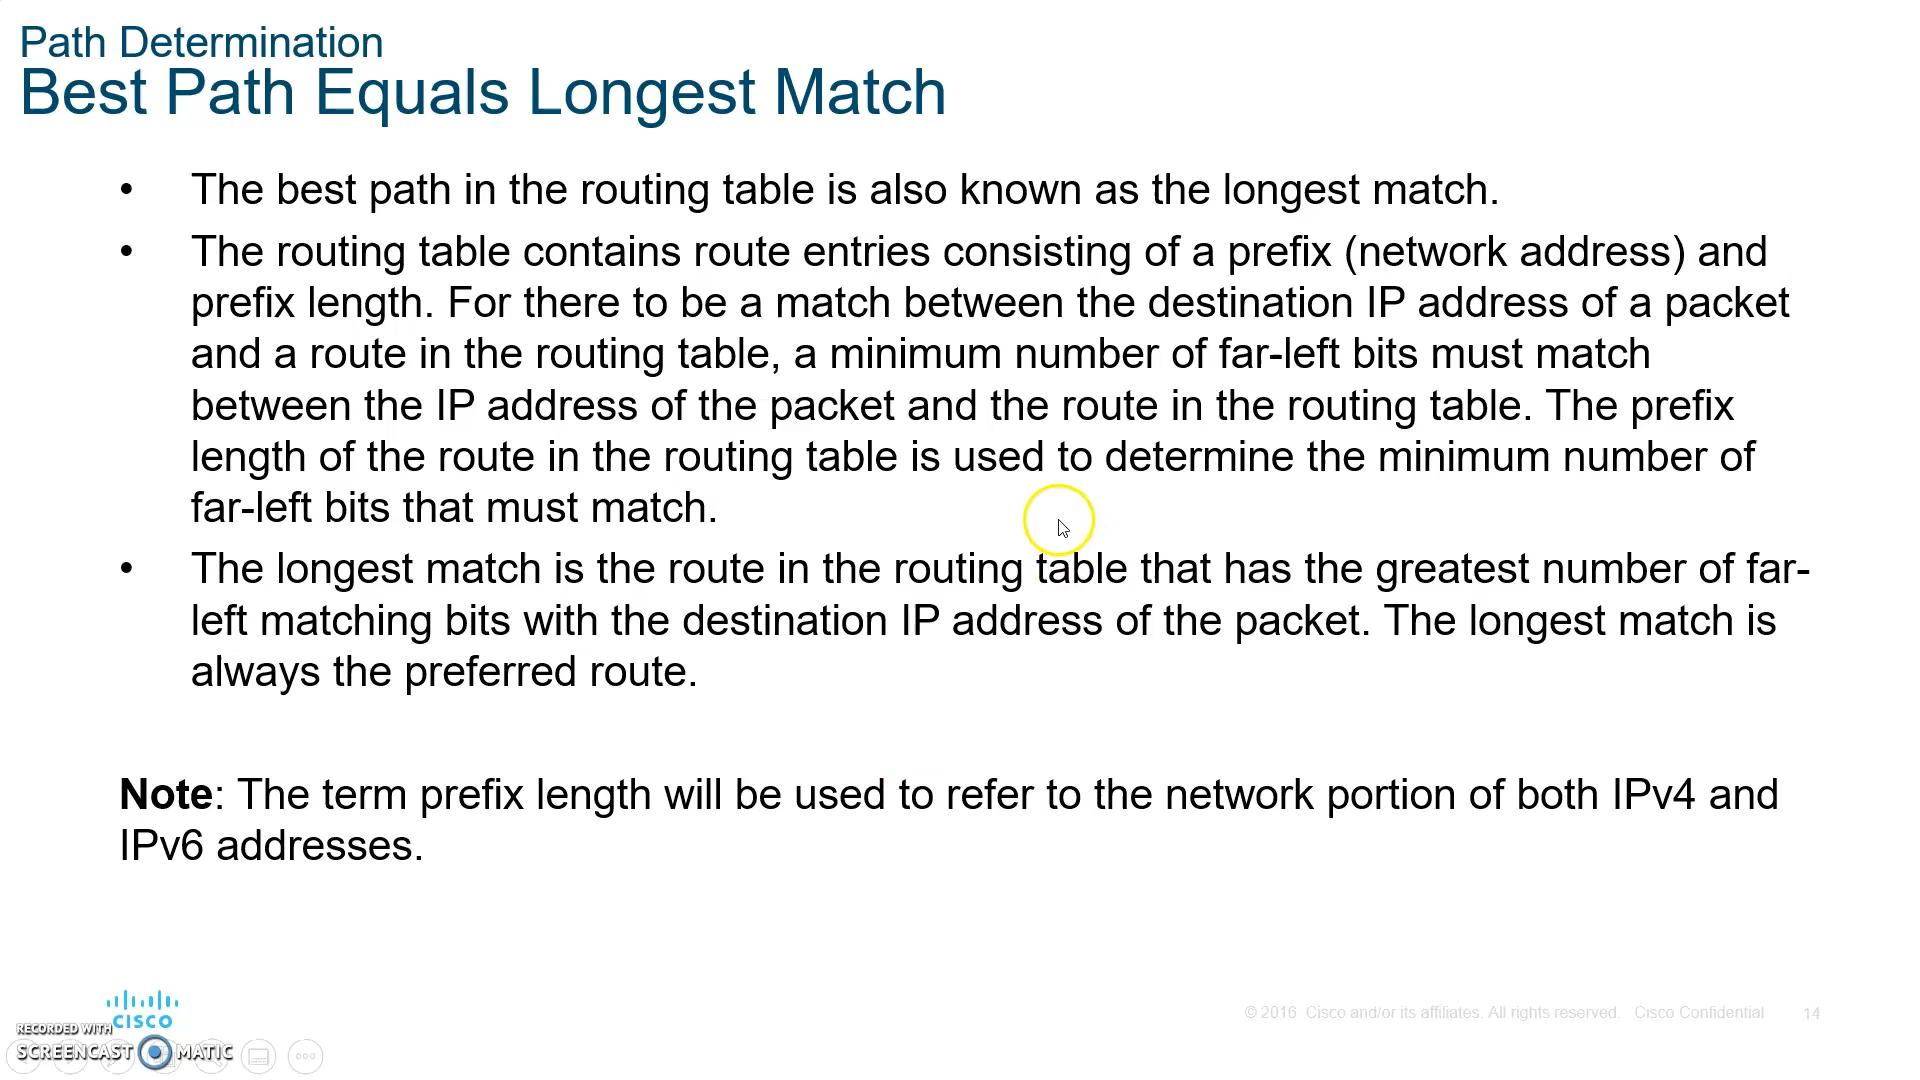 Path Determination
Best Path Equals Longest Match
• The best path in the routing table is also known as the longest match.
• The routing table contains route entries consisting of a prefix (network address) and
prefix length. For there to be a match between the destination IP address of a packet
and a route in the routing table, a minimum number of far-left bits must match
between the IP address of the packet and the route in the routing table. The prefix
length of the route in the routing table is used to determine the minimum number of
far-left bits that must match.
• The longest match is the route in the routing table that has the greatest number of far-
left matching bits with the destination IP address of the packet. The longest match is
always the preferred route.
Note: The term prefix length will be used to refer to the network portion of both IPv4 and
IPv6 addresses.
CISCO
© 2016 Cisco and/or its affiliates. All rights reserved. Cisco Confidential 14
RECORDED WITH
SCREENCAST MATIC